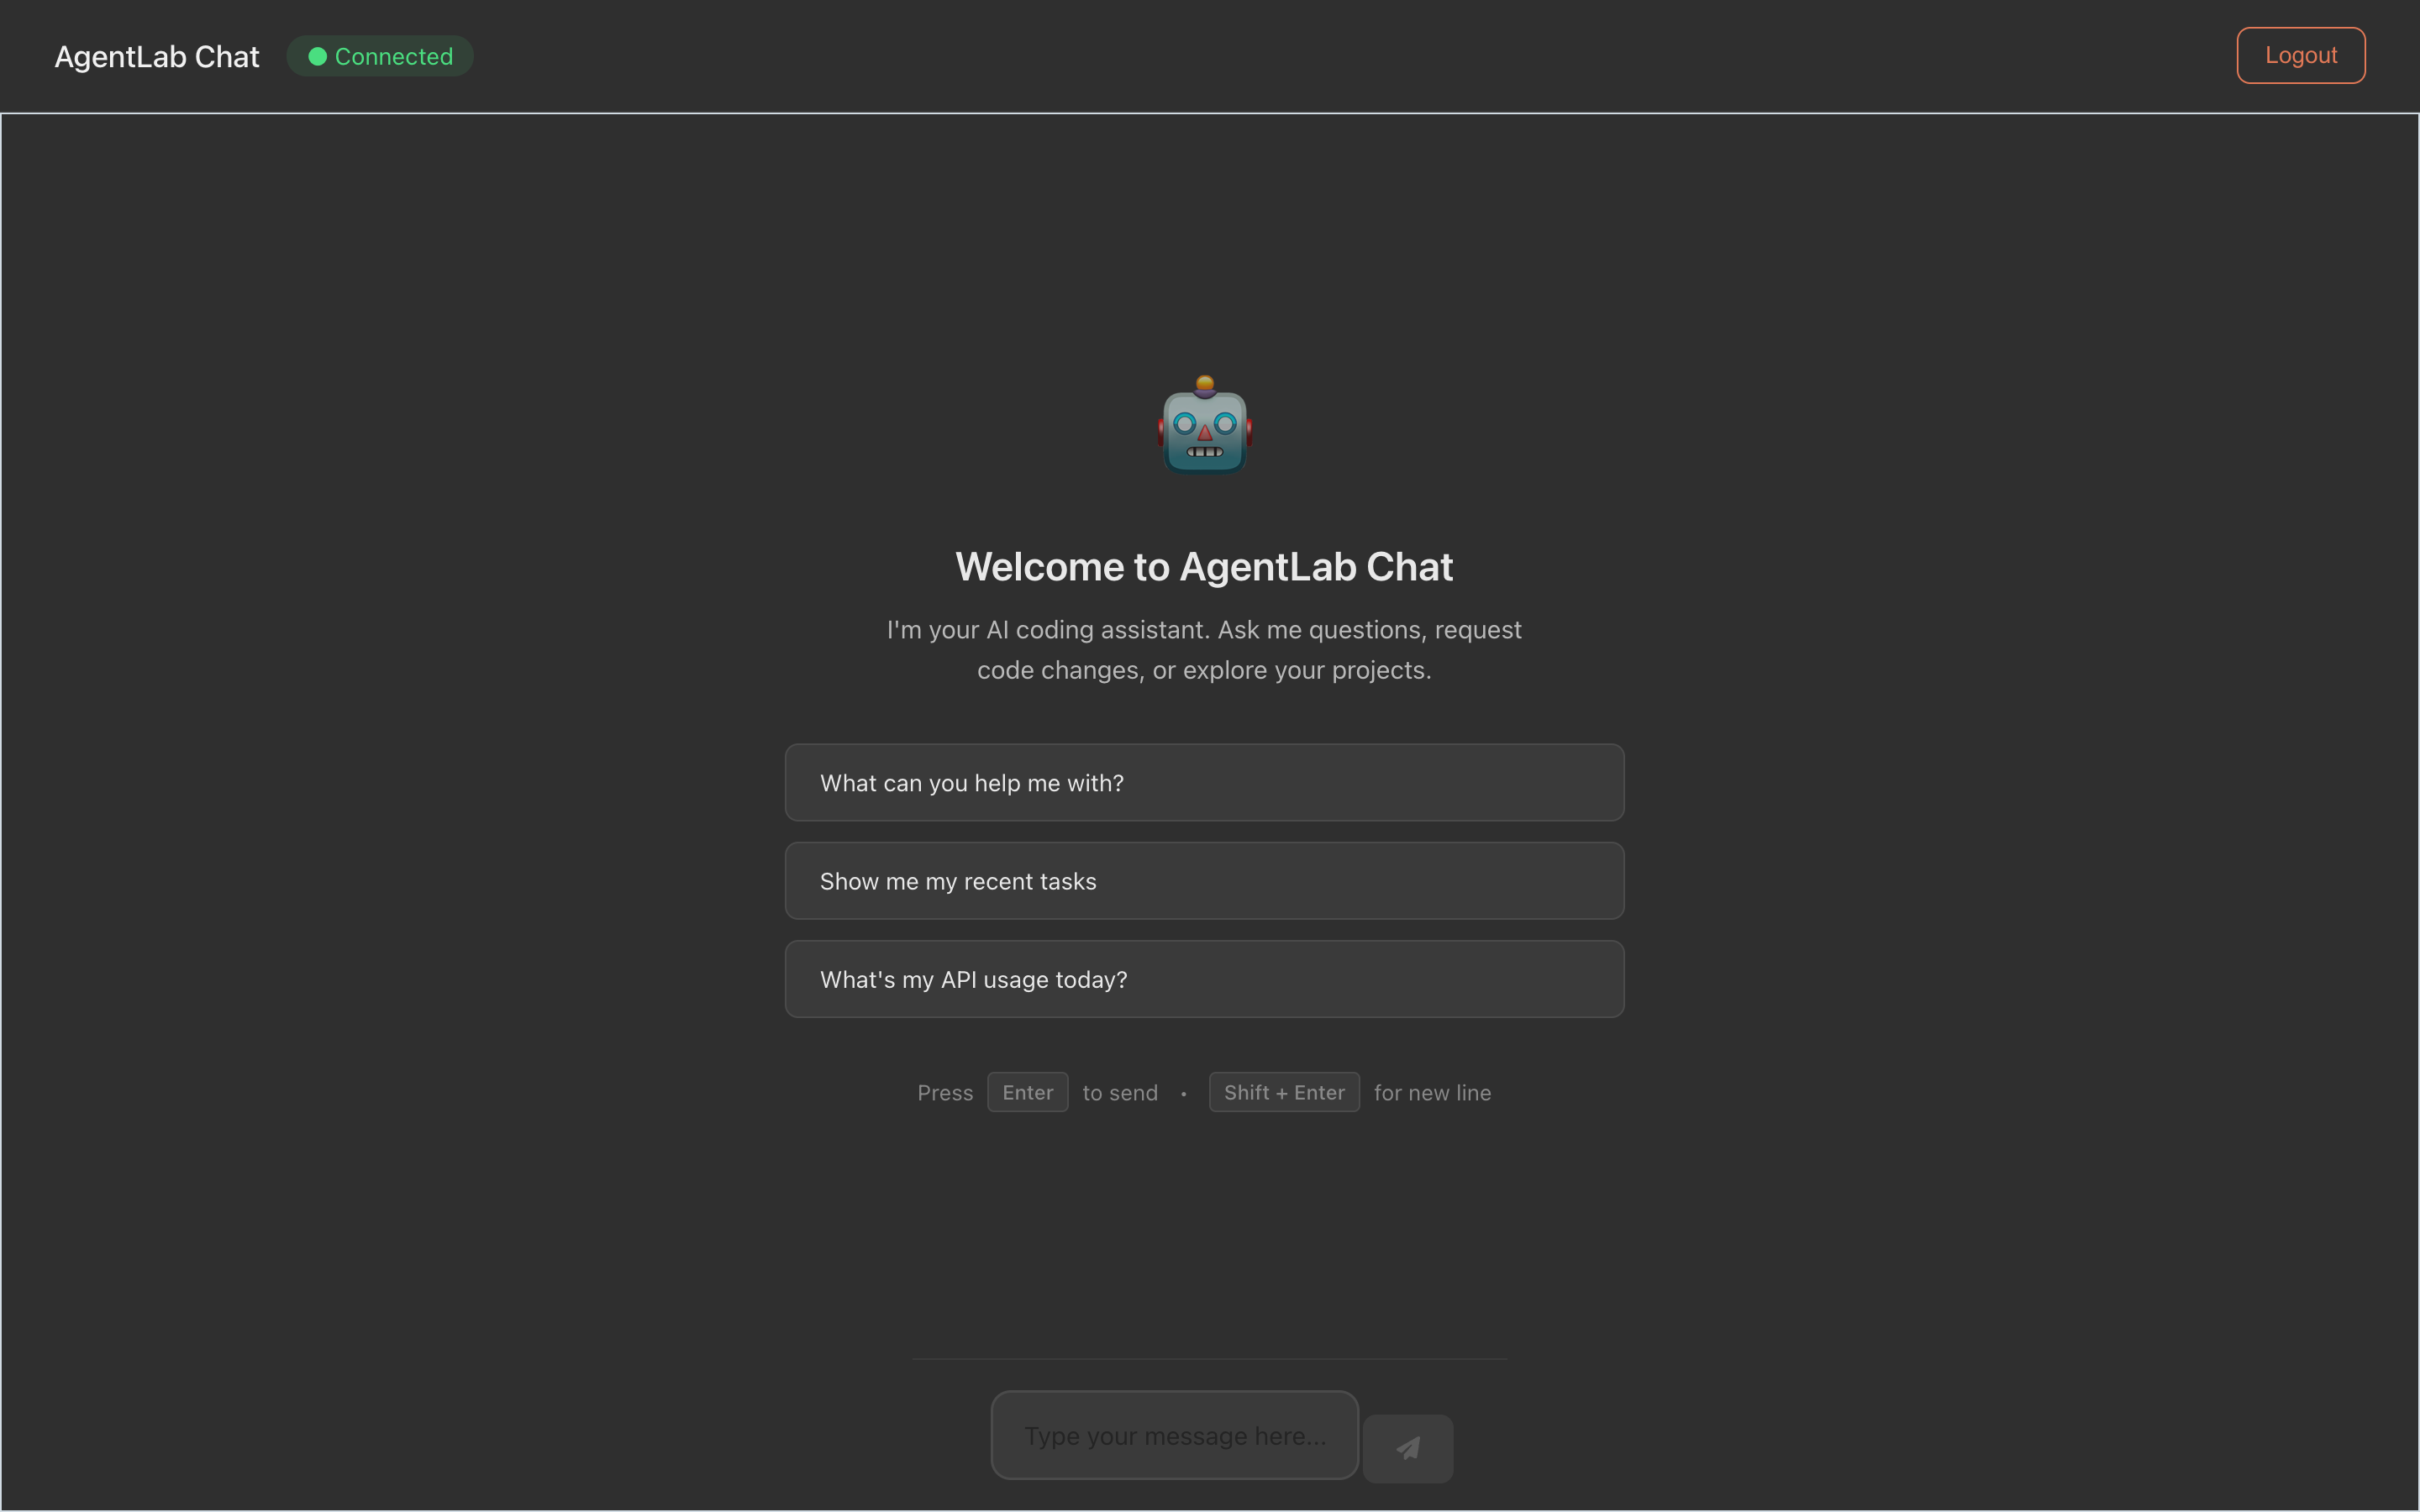 AgentLab Chat
Connected
Logout
Welcome to AgentLab Chat
I'm your AI coding assistant. Ask me questions, request
code changes, or explore your projects.
What can you help me with?
Show me my recent tasks
What's my API usage today?
Press Enter to send • Shift + Enter for new line
Type your message here...